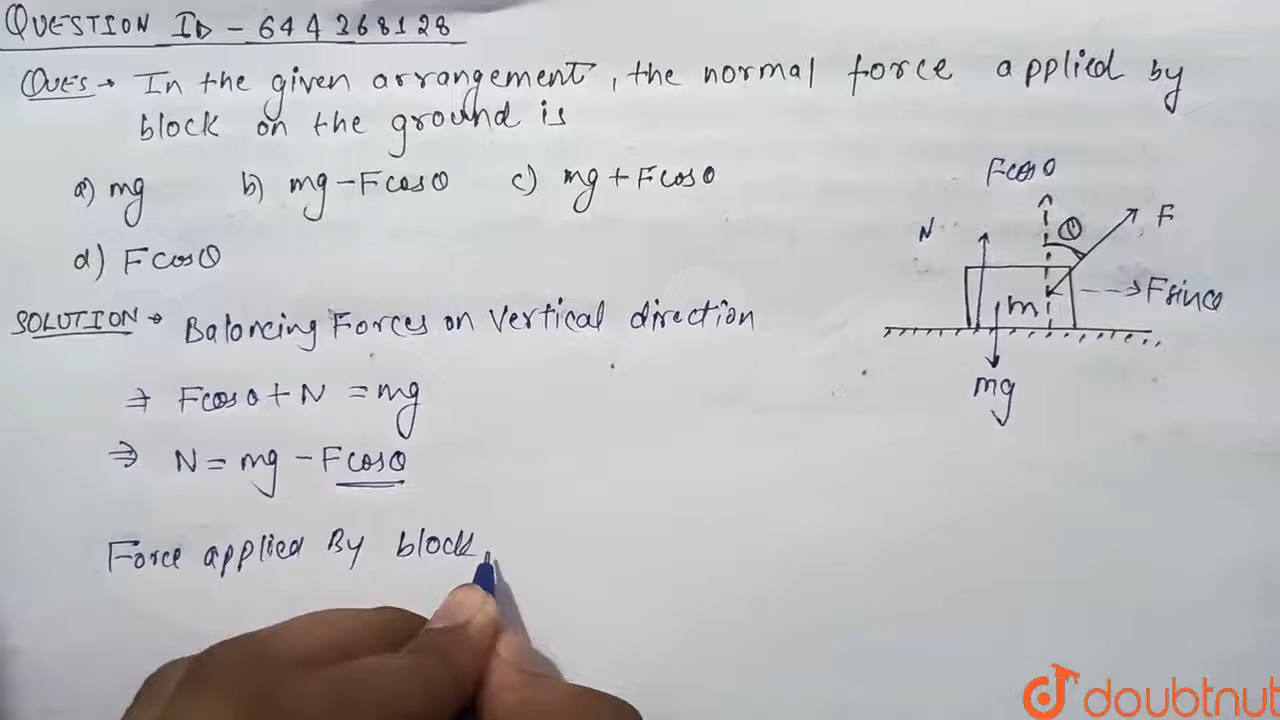 QUESTION ID - 644368128
QUES → In the given arrangement, the normal force applied by
block on the ground is
a) mg b) mg - Fcosθ c) mg + Fcosθ
d) Fcosθ
SOLUTION → Balancing Forces on vertical direction
⇒ Fcosθ + N = mg
⇒ N = mg - Fcosθ
Force applied By block
Fcosθ
N
θ
F
m
Fsinθ
mg
doubtnut